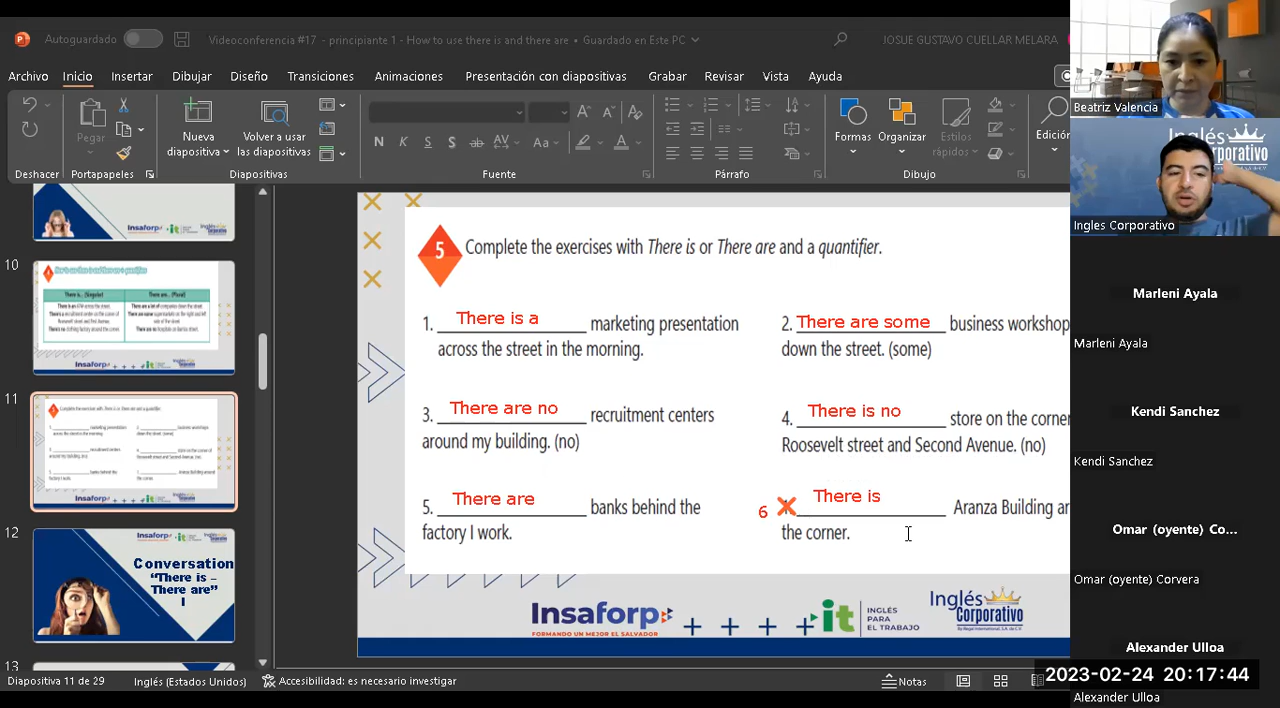 Autoguardado
Videoconferencia #17 - principiante 1 - How to use there is and there are • Guardado en Este PC
JOSUE GUSTAVO CUELLAR MELARA
Archivo Inicio Insertar Dibujar Diseño Transiciones Animaciones Presentación con diapositivas Grabar Revisar Vista Ayuda
Pegar
Nueva diapositiva
Volver a usar las diapositivas
Formas
Organizar
Estilos rápidos
Edición
Deshacer Portapapeles Diapositivas Fuente Párrafo Dibujo
10
11
12
Conversation
"There is –
There are"
I
13
5
Complete the exercises with There is or There are and a quantifier.
1. There is a marketing presentation
across the street in the morning.
2. There are some business workshop
down the street. (some)
3. There are no recruitment centers
around my building. (no)
4. There is no store on the corner
Roosevelt street and Second Avenue. (no)
5. There are banks behind the
factory I work.
6 There is Aranza Building ar
the corner.
Insaforp
FORMANDO UN MEJOR EL SALVADOR
it
INGLÉS
PARA
EL TRABAJO
Inglés
Corporativo
Beatriz Valencia
Inglés
Corporativo
Ingles Corporativo
Marleni Ayala
Marleni Ayala
Kendi Sanchez
Kendi Sanchez
Omar (oyente) Co...
Omar (oyente) Corvera
Alexander Ulloa
2023-02-24 20:17:44
Alexander Ulloa
Diapositiva 11 de 29 Inglés (Estados Unidos) Accesibilidad: es necesario investigar Notas